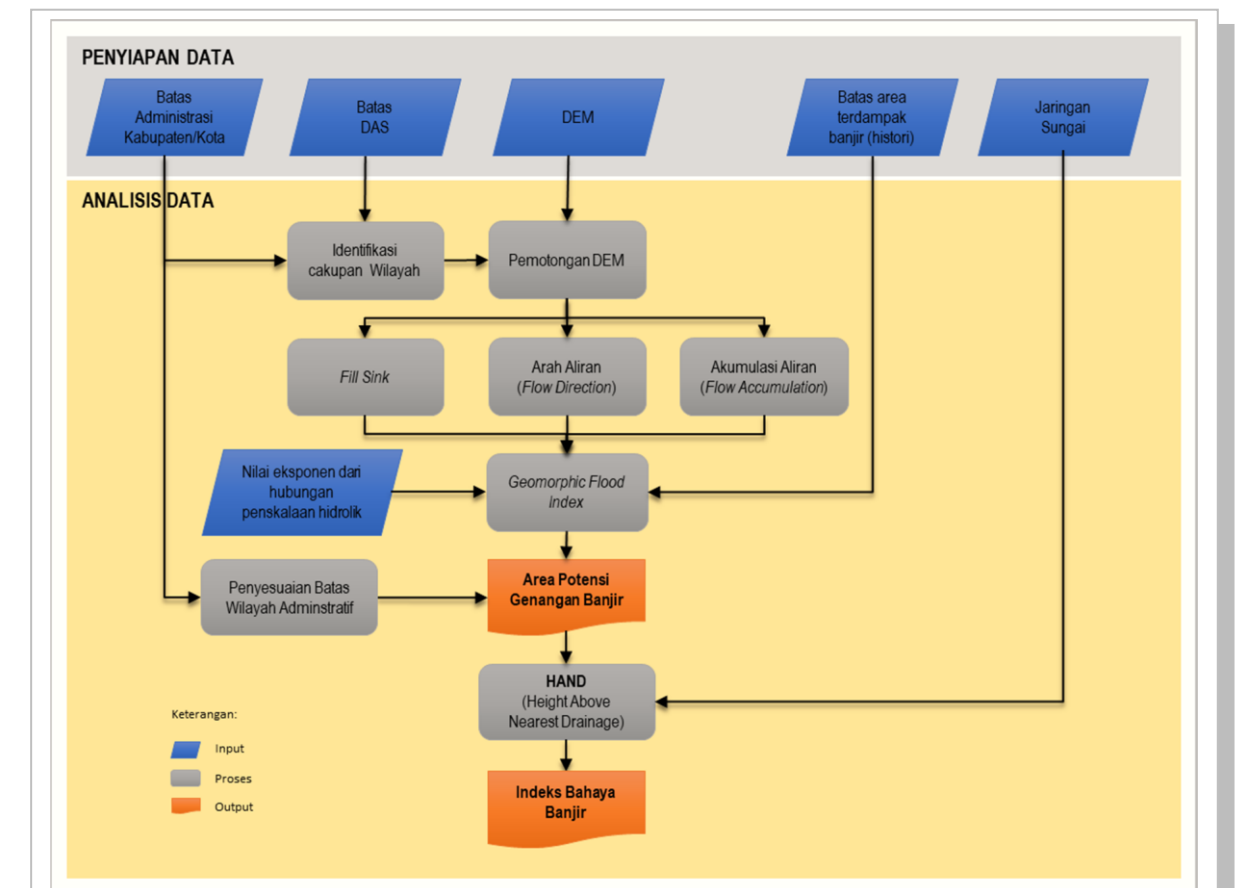 PENYIAPAN DATA
Batas
Administrasi
Kabupaten/Kota
Batas
DAS
DEM
Batas area
terdampak
banjir (histori)
Jaringan
Sungai
ANALISIS DATA
Identifikasi
cakupan Wilayah
Pemotongan DEM
Fill Sink
Arah Aliran
(Flow Direction)
Akumulasi Aliran
(Flow Accumulation)
Nilai eksponen dari
hubungan
penskalaan hidrolik
Geomorphic Flood
Index
Penyesuaian Batas
Wilayah Adminstratif
Area Potensi
Genangan Banjir
HAND
(Height Above
Nearest Drainage)
Indeks Bahaya
Banjir
Keterangan:
Input
Proses
Output